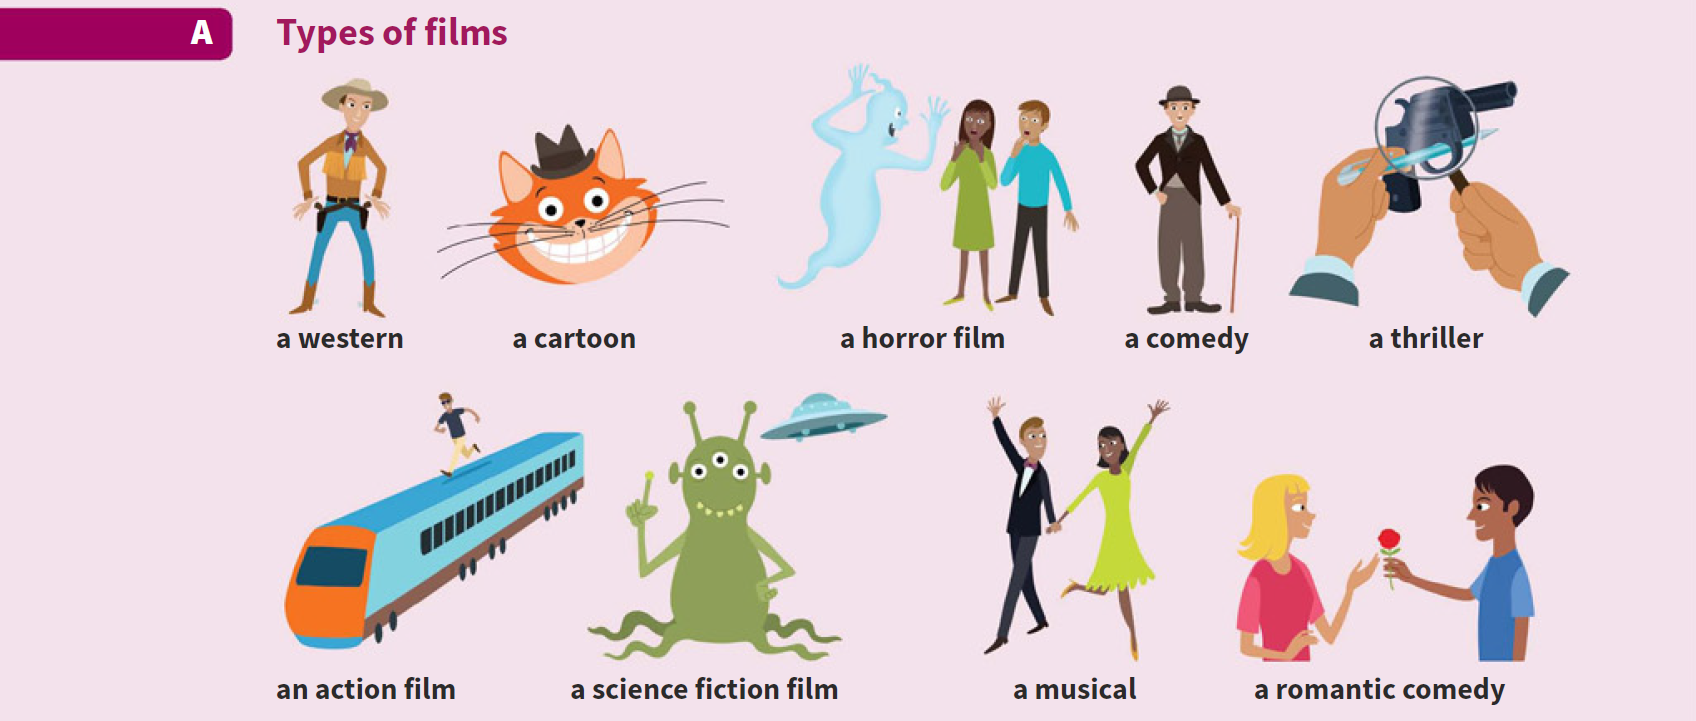 A
Types of films
a western
a cartoon
a horror film
a comedy
a thriller
an action film
a science fiction film
a musical
a romantic comedy